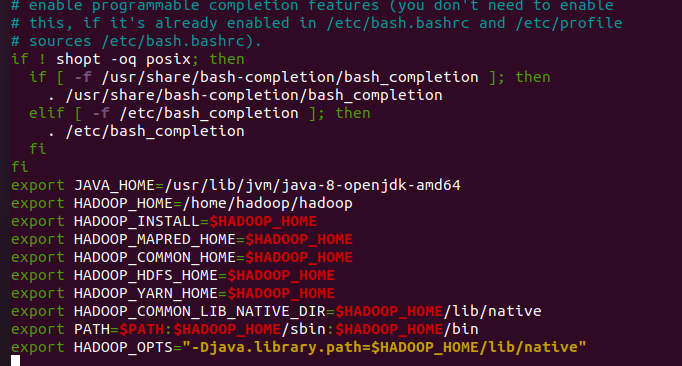 # enable programmable completion features (you don't need to enable
# this, if it's already enabled in /etc/bash.bashrc and /etc/profile
# sources /etc/bash.bashrc).
if ! shopt -oq posix; then
  if [ -f /usr/share/bash-completion/bash_completion ]; then
    . /usr/share/bash-completion/bash_completion
  elif [ -f /etc/bash_completion ]; then
    . /etc/bash_completion
  fi
fi
export JAVA_HOME=/usr/lib/jvm/java-8-openjdk-amd64
export HADOOP_HOME=/home/hadoop/hadoop
export HADOOP_INSTALL=$HADOOP_HOME
export HADOOP_MAPRED_HOME=$HADOOP_HOME
export HADOOP_COMMON_HOME=$HADOOP_HOME
export HADOOP_HDFS_HOME=$HADOOP_HOME
export HADOOP_YARN_HOME=$HADOOP_HOME
export HADOOP_COMMON_LIB_NATIVE_DIR=$HADOOP_HOME/lib/native
export PATH=$PATH:$HADOOP_HOME/sbin:$HADOOP_HOME/bin
export HADOOP_OPTS="-Djava.library.path=$HADOOP_HOME/lib/native"